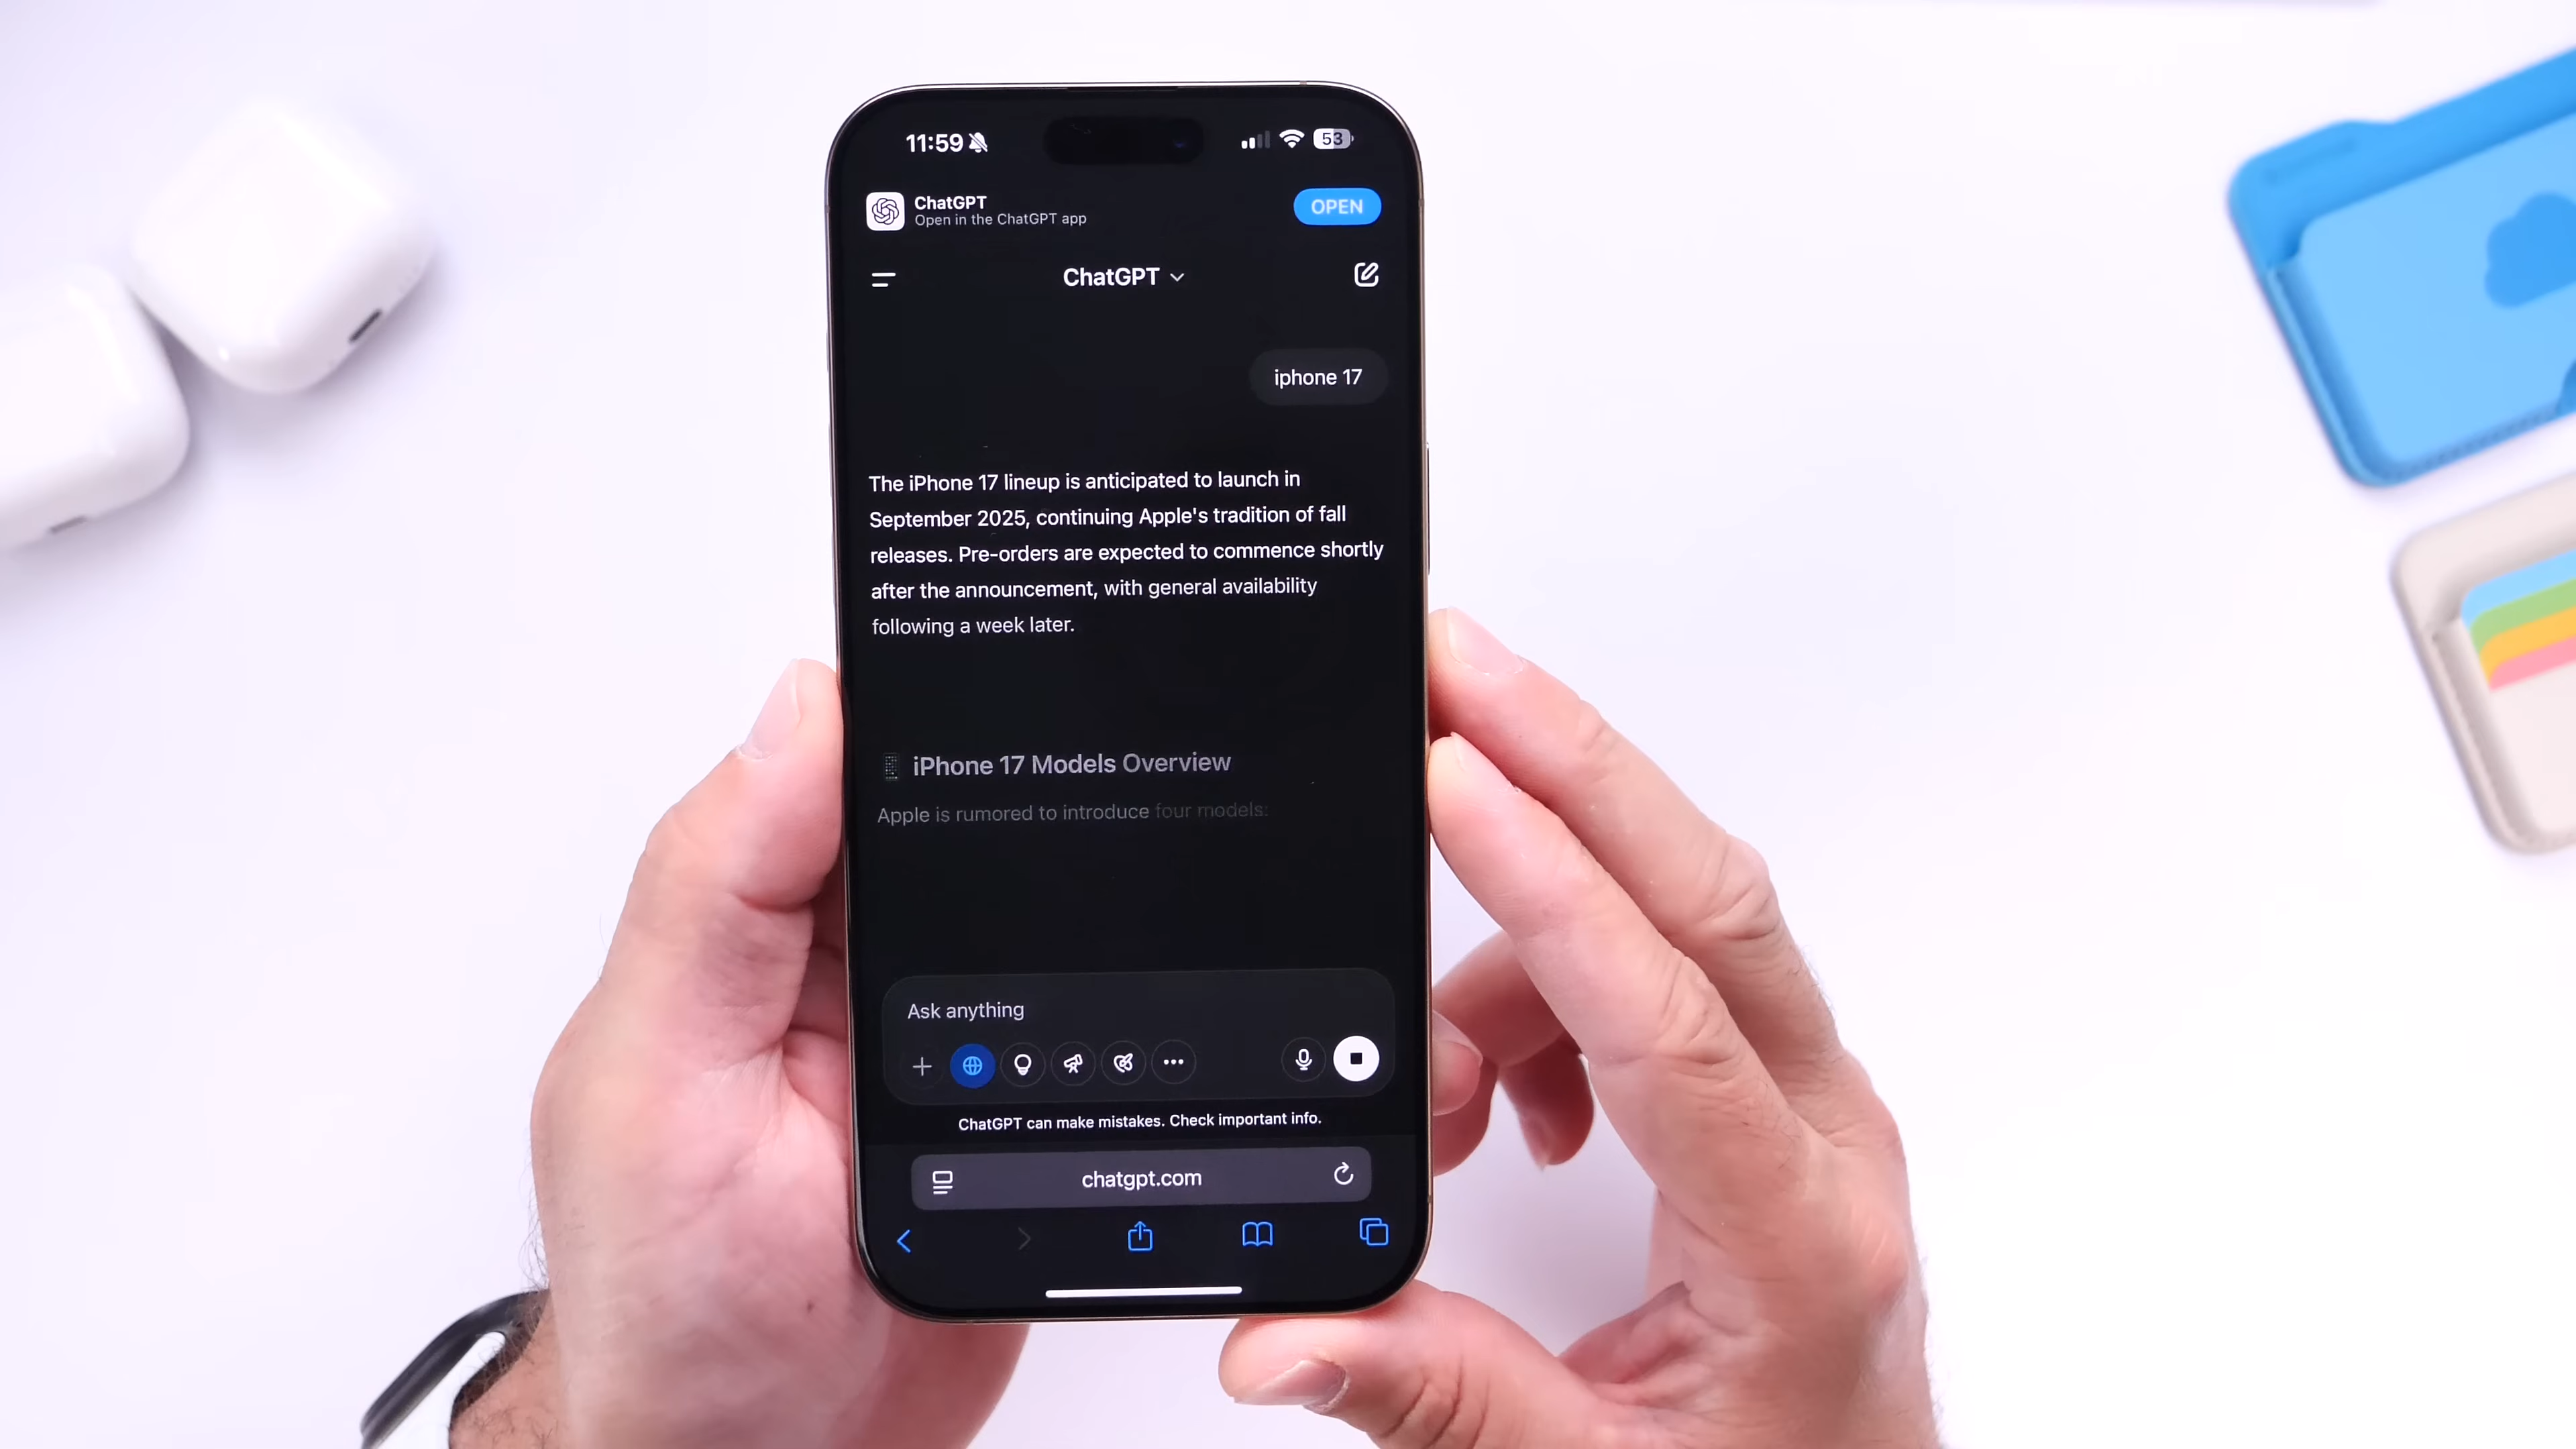 11:59
53
ChatGPT
Open in the ChatGPT app
OPEN
ChatGPT
iphone 17
The iPhone 17 lineup is anticipated to launch in
September 2025, continuing Apple's tradition of fall
releases. Pre-orders are expected to commence shortly
after the announcement, with general availability
following a week later.
iPhone 17 Models Overview
Apple is rumored to introduce four models:
Ask anything
ChatGPT can make mistakes. Check important info.
chatgpt.com